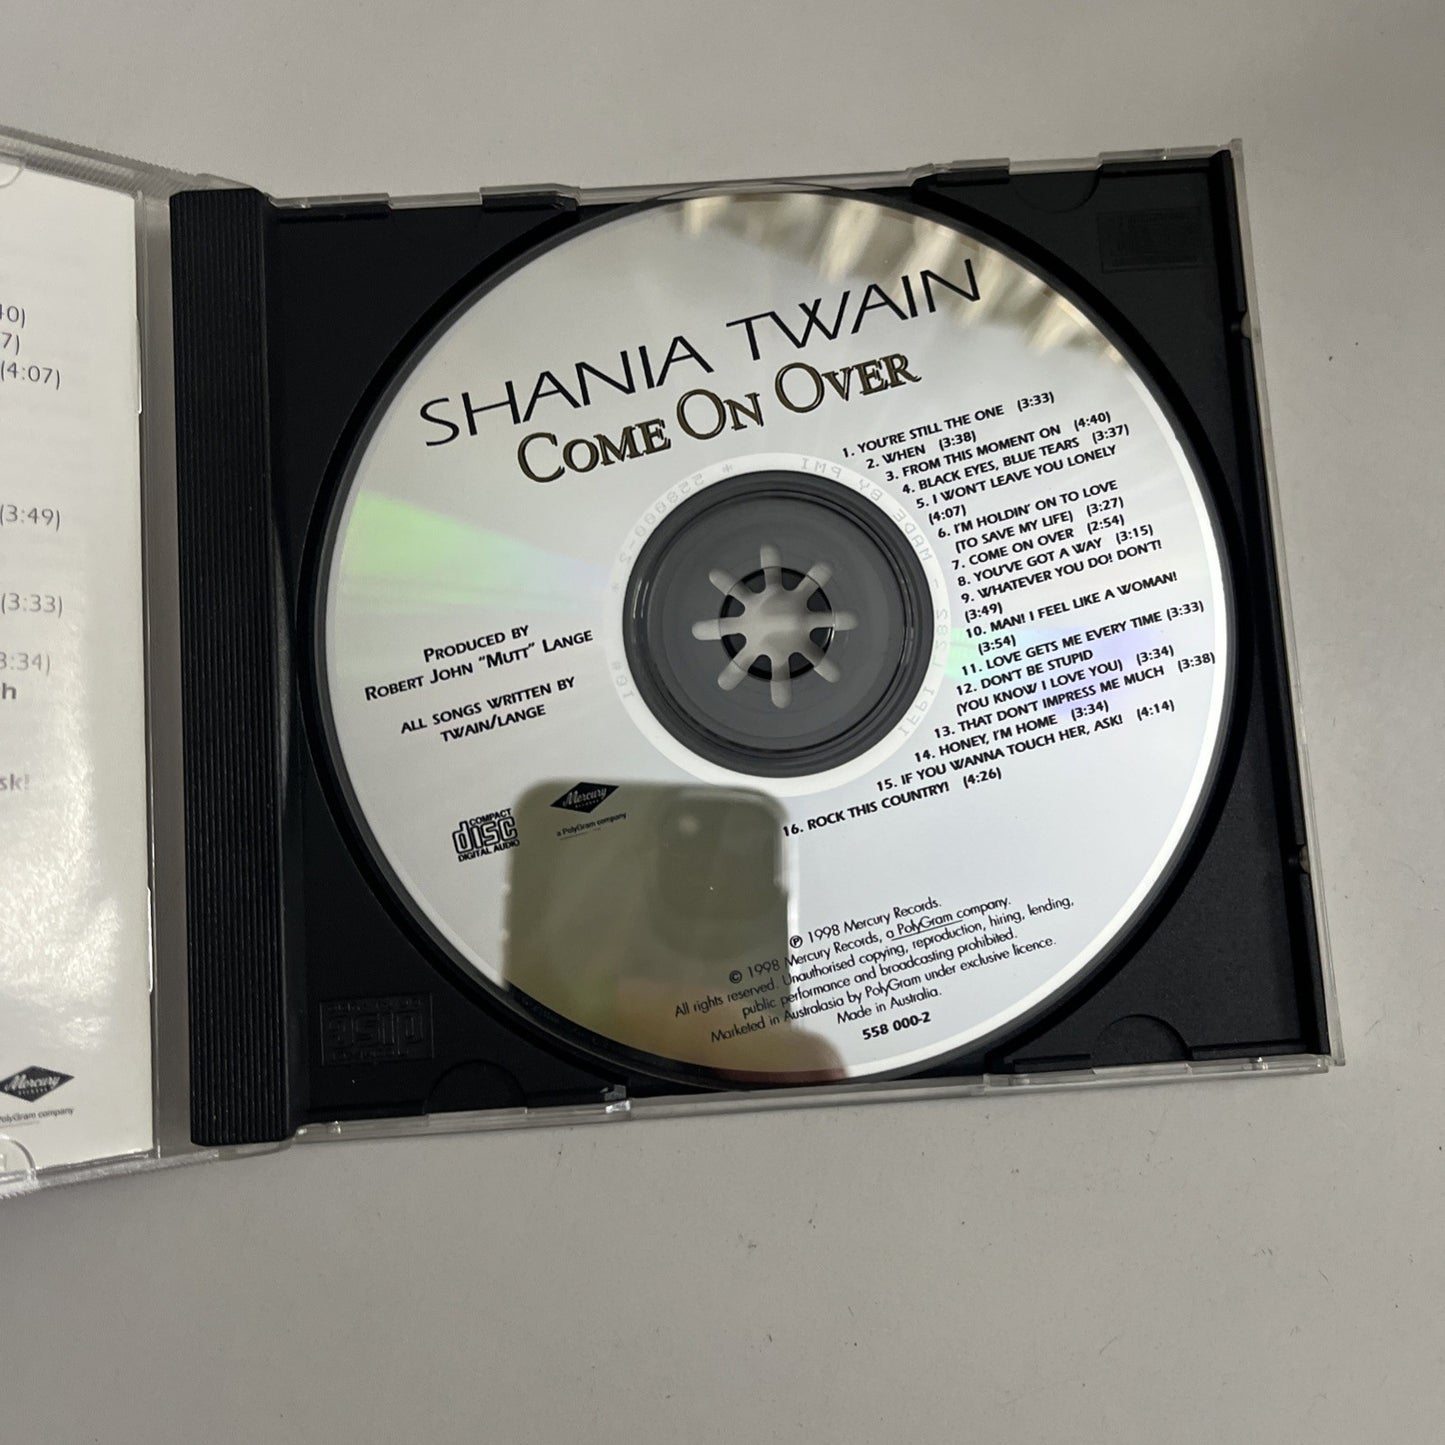 40)
7)
(4:07)
(3:49)
(3:33)
3:34)
h
sk!
Mercury
PolyGram company
SHANIA TWAIN
COME ON OVER
1. YOU'RE STILL THE ONE (3:33)
2. WHEN (3:38)
3. FROM THIS MOMENT ON (4:40)
4. BLACK EYES, BLUE TEARS (3:37)
5. I WON'T LEAVE YOU LONELY
(4:07)
6. I'M HOLDIN' ON TO LOVE
(TO SAVE MY LIFE) (3:27)
7. COME ON OVER (2:54)
8. YOU'VE GOT A WAY (3:15)
9. WHATEVER YOU DO! DON'T!
(3:49)
10. MAN! I FEEL LIKE A WOMAN!
(3:54)
11. LOVE GETS ME EVERY TIME (3:33)
12. DON'T BE STUPID
(YOU KNOW I LOVE YOU) (3:34)
13. THAT DON'T IMPRESS ME MUCH (3:38)
14. HONEY, I'M HOME (3:34)
15. IF YOU WANNA TOUCH HER, ASK! (4:14)
16. ROCK THIS COUNTRY! (4:26)
PRODUCED BY
ROBERT JOHN "MUTT" LANGE
ALL SONGS WRITTEN BY
TWAIN/LANGE
COMPACT
disc
DIGITAL AUDIO
Mercury
RECORDS
a PolyGram company
* 5580002 * MADE BY PMI
IFPI L282
℗ 1998 Mercury Records.
© 1998 Mercury Records, a PolyGram company.
All rights reserved. Unauthorised copying, reproduction, hiring, lending,
public performance and broadcasting prohibited.
Marketed in Australasia by PolyGram under exclusive licence.
Made in Australia.
558 000-2